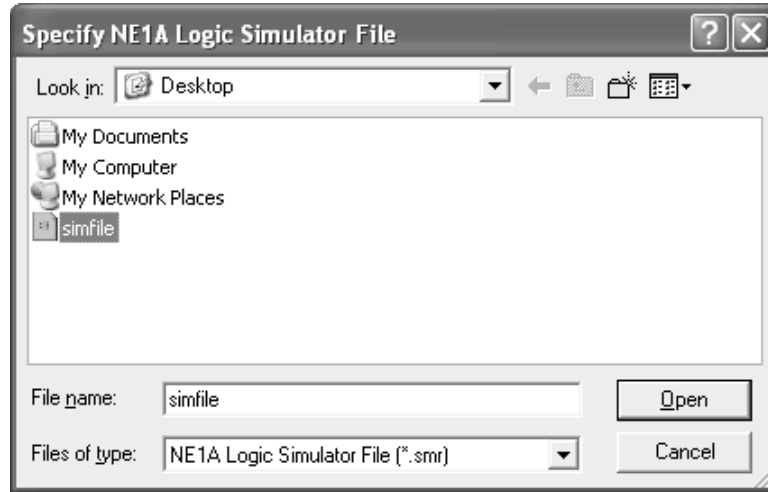 Specify NE1A Logic Simulator File
Look in: Desktop
My Documents
My Computer
My Network Places
simfile
File name: simfile Open
Files of type: NE1A Logic Simulator File (*.smr) Cancel